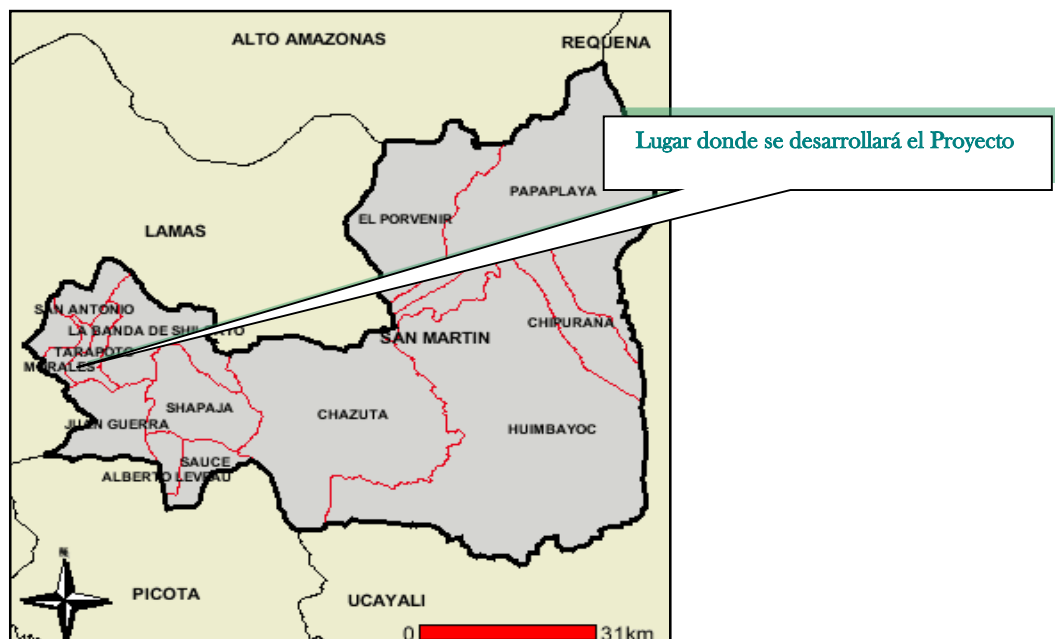 ALTO AMAZONAS
REQUENA
Lugar donde se desarrollará el Proyecto
PAPAPLAYA
EL PORVENIR
LAMAS
SAN ANTONIO
LA BANDA DE SHILCAYO
CHIPURANA
SAN MARTIN
TARAPOTO
MORALES
SHAPAJA
CHAZUTA
JUAN GUERRA
HUIMBAYOC
SAUCE
ALBERTO LEVEAU
N
PICOTA
UCAYALI
0 31km